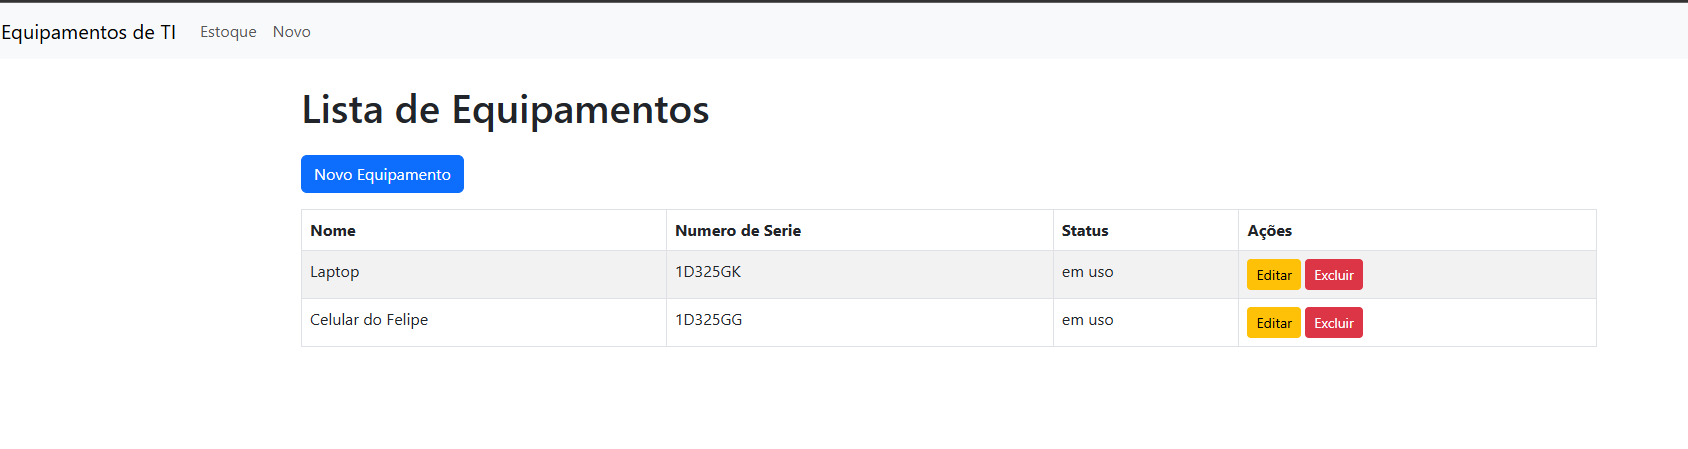 Equipamentos de TI Estoque Novo
Lista de Equipamentos
Novo Equipamento
Nome Numero de Serie Status Ações
Laptop 1D325GK em uso Editar Excluir
Celular do Felipe 1D325GG em uso Editar Excluir